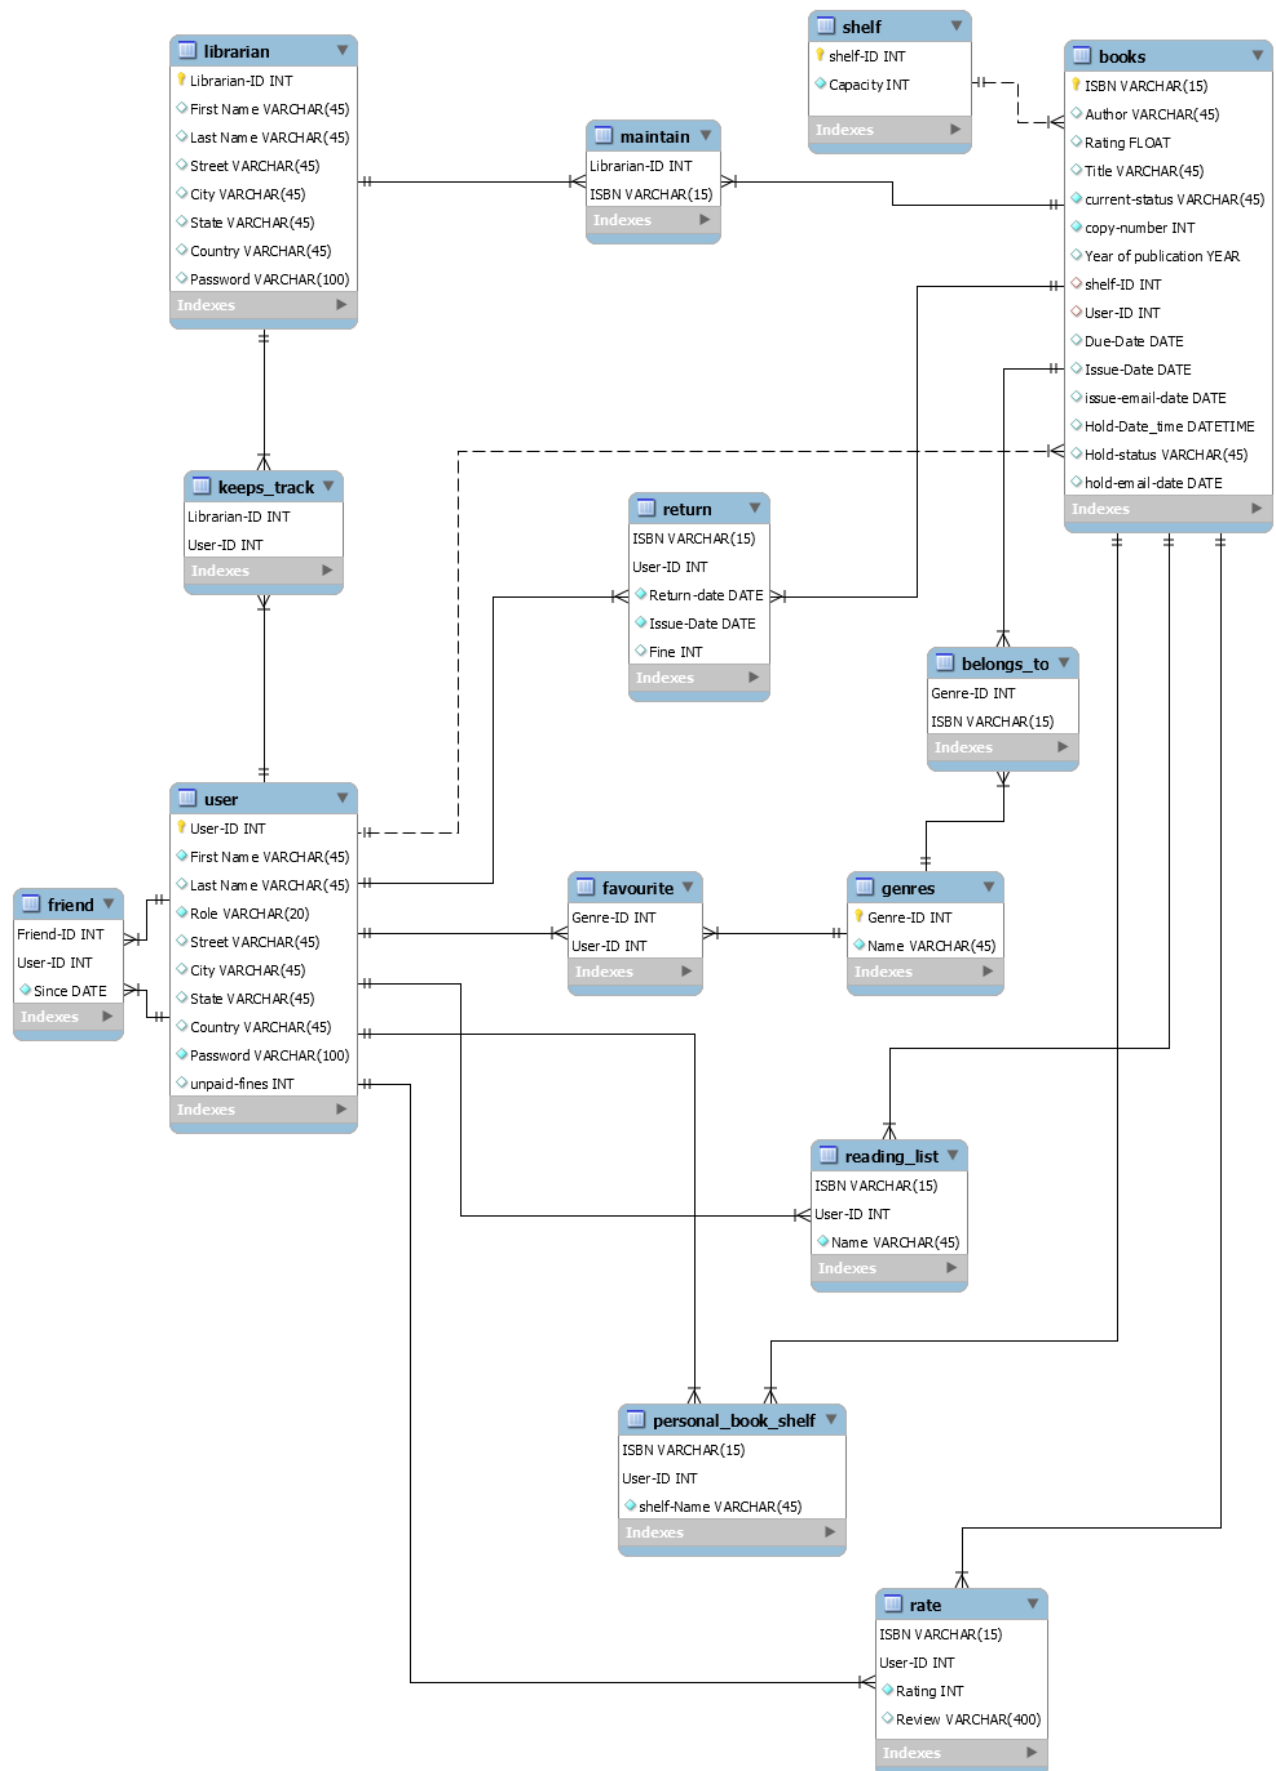 librarian
Librarian-ID INT
First Name VARCHAR(45)
Last Name VARCHAR(45)
Street VARCHAR(45)
City VARCHAR(45)
State VARCHAR(45)
Country VARCHAR(45)
Password VARCHAR(100)
Indexes
maintain
Librarian-ID INT
ISBN VARCHAR(15)
Indexes
shelf
shelf-ID INT
Capacity INT
Indexes
books
ISBN VARCHAR(15)
Author VARCHAR(45)
Rating FLOAT
Title VARCHAR(45)
current-status VARCHAR(45)
copy-number INT
Year of publication YEAR
shelf-ID INT
User-ID INT
Due-Date DATE
Issue-Date DATE
issue-email-date DATE
Hold-Date_time DATETIME
Hold-status VARCHAR(45)
hold-email-date DATE
Indexes
keeps_track
Librarian-ID INT
User-ID INT
Indexes
return
ISBN VARCHAR(15)
User-ID INT
Return-date DATE
Issue-Date DATE
Fine INT
Indexes
belongs_to
Genre-ID INT
ISBN VARCHAR(15)
Indexes
friend
Friend-ID INT
User-ID INT
Since DATE
Indexes
user
User-ID INT
First Name VARCHAR(45)
Last Name VARCHAR(45)
Role VARCHAR(20)
Street VARCHAR(45)
City VARCHAR(45)
State VARCHAR(45)
Country VARCHAR(45)
Password VARCHAR(100)
unpaid-fines INT
Indexes
favourite
Genre-ID INT
User-ID INT
Indexes
genres
Genre-ID INT
Name VARCHAR(45)
Indexes
reading_list
ISBN VARCHAR(15)
User-ID INT
Name VARCHAR(45)
Indexes
personal_book_shelf
ISBN VARCHAR(15)
User-ID INT
shelf-Name VARCHAR(45)
Indexes
rate
ISBN VARCHAR(15)
User-ID INT
Rating INT
Review VARCHAR(400)
Indexes